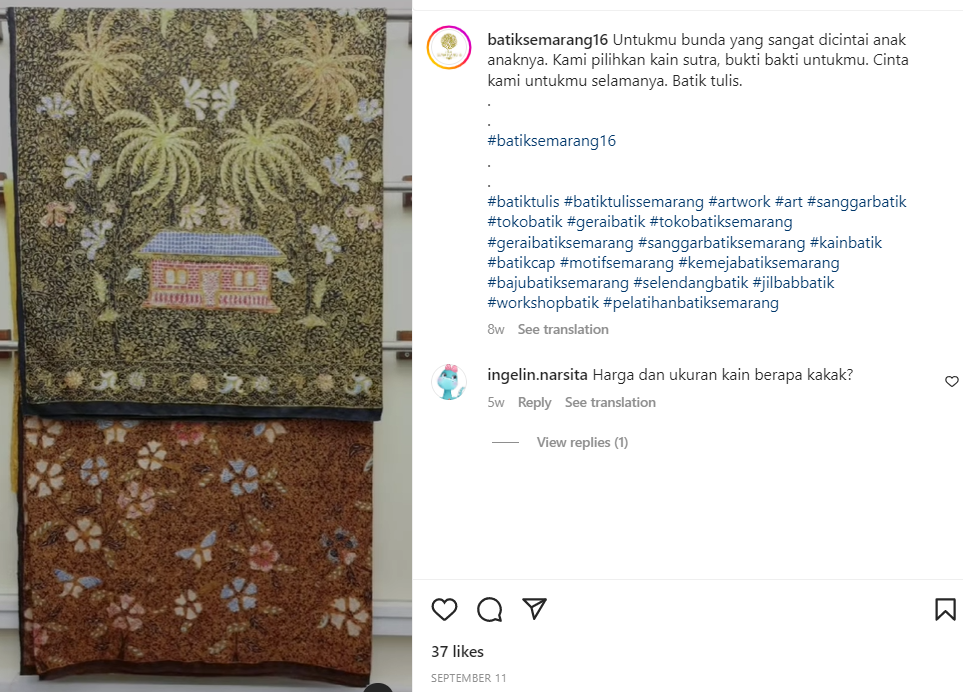 batiksemarang16 Untukmu bunda yang sangat dicintai anak
anaknya. Kami pilihkan kain sutra, bukti bakti untukmu. Cinta
kami untukmu selamanya. Batik tulis.
.
.
#batiksemarang16
.
.
#batiktulis #batiktulissemarang #artwork #art #sanggarbatik
#tokobatik #geraibatik #tokobatiksemarang
#geraibatiksemarang #sanggarbatiksemarang #kainbatik
#batikcap #motifsemarang #kemejabatiksemarang
#bajubatiksemarang #selendangbatik #jilbabbatik
#workshopbatik #pelatihanbatiksemarang
8w See translation
ingelin.narsita Harga dan ukuran kain berapa kakak?
5w Reply See translation
View replies (1)
37 likes
SEPTEMBER 11